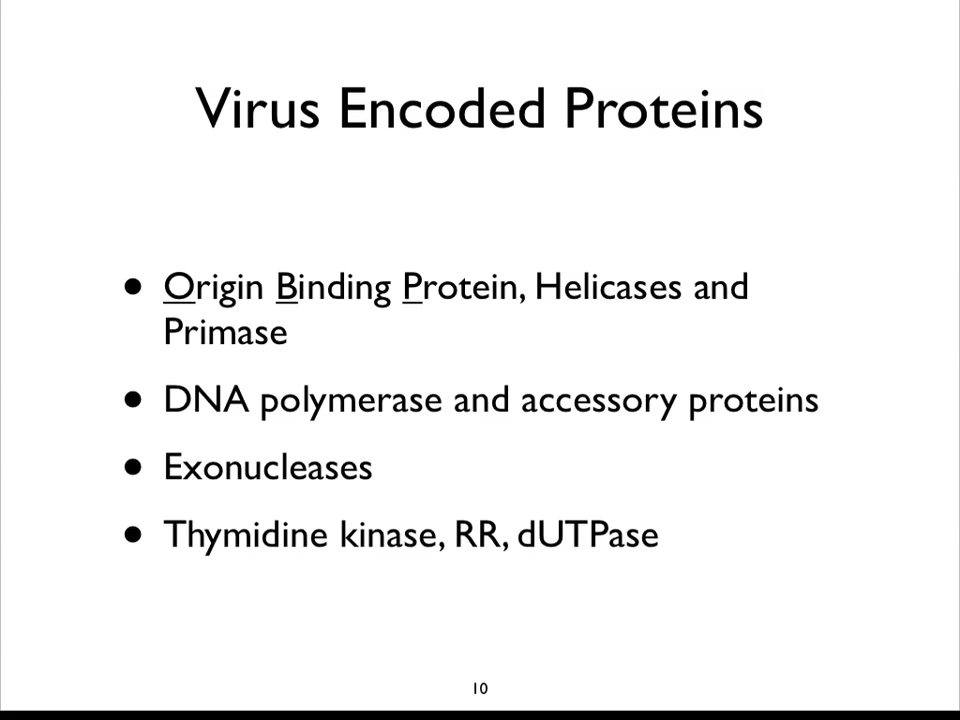 Virus Encoded Proteins
• Origin Binding Protein, Helicases and
Primase
• DNA polymerase and accessory proteins
• Exonucleases
• Thymidine kinase, RR, dUTPase
10